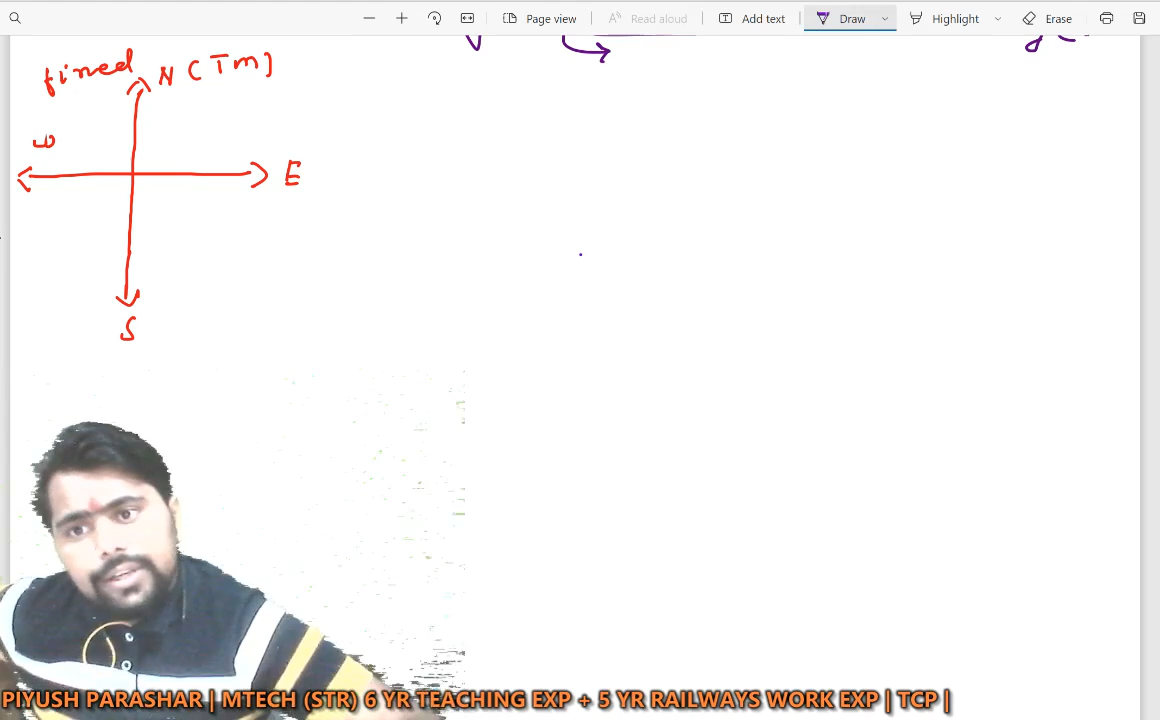 Page view
Read aloud
Add text
Draw
Highlight
Erase
fixed N (Tm)
W
E
S
PIYUSH PARASHAR | MTECH (STR) 6 YR TEACHING EXP + 5 YR RAILWAYS WORK EXP | TCP |